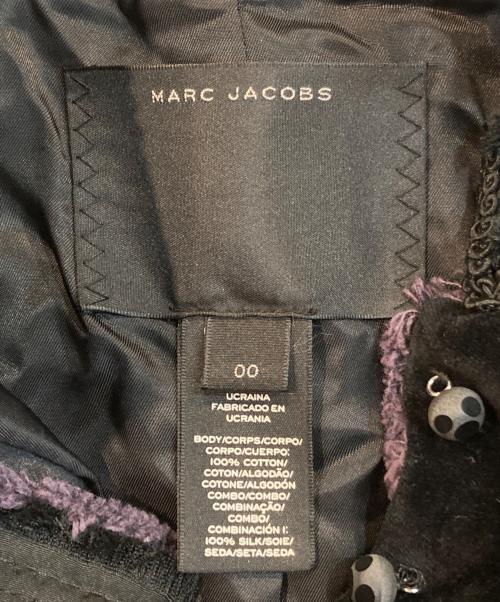 MARC JACOBS
00
UCRAINA
FABRICADO EN
UCRANIA
BODY/CORPS/CORPO/
CORPO/CUERPO:
100% COTTON/
COTON/ALGODÃO/
COTONE/ALGODÓN
COMBO/COMBO/
COMBINAÇÃO/
COMBO/
COMBINACIÓN I:
100% SILK/SOIE/
SEDA/SETA/SEDA